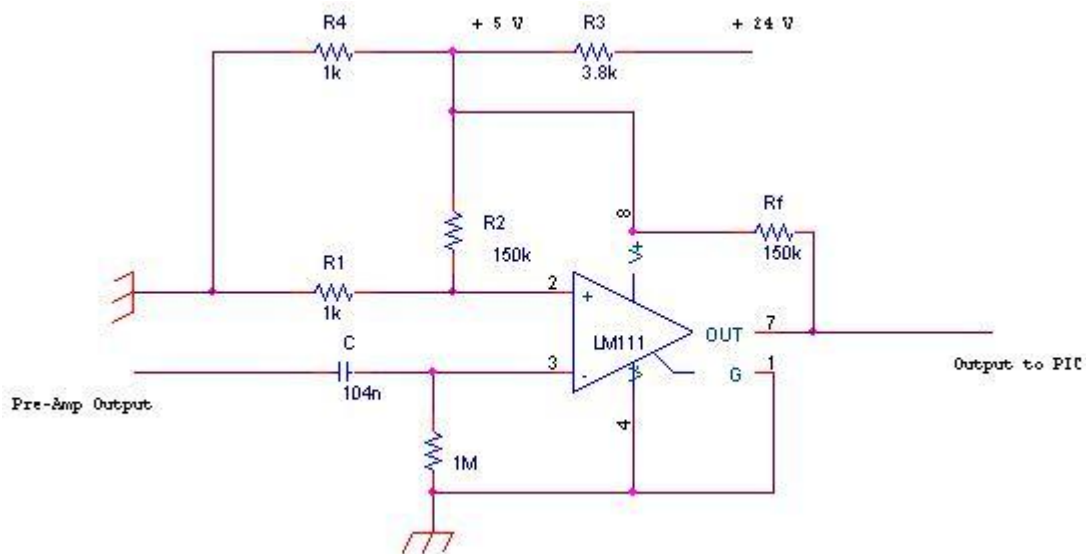 R4
+ 5 V
R3
+ 24 V
1k
3.8k
8
Rf
R2
150k
V+
150k
R1
2
+
1k
LM111
OUT
7
C
3
-
V-
G
1
Output to PIC
104n
Pre-Amp Output
4
1M